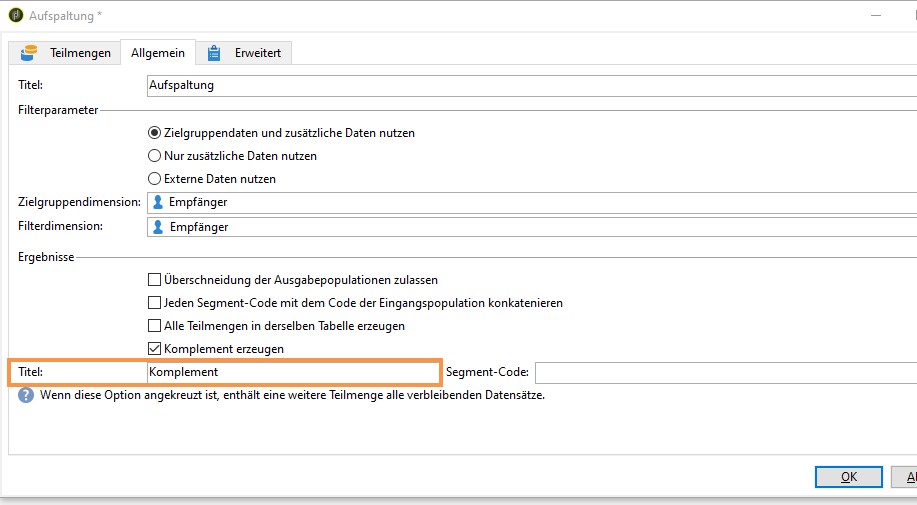 Aufspaltung *
Teilmengen Allgemein Erweitert
Titel: Aufspaltung
Filterparameter
Zielgruppendaten und zusätzliche Daten nutzen
Nur zusätzliche Daten nutzen
Externe Daten nutzen
Zielgruppendimension: Empfänger
Filterdimension: Empfänger
Ergebnisse
Überschneidung der Ausgabepopulationen zulassen
Jeden Segment-Code mit dem Code der Eingangspopulation konkatenieren
Alle Teilmengen in derselben Tabelle erzeugen
Komplement erzeugen
Titel: Komplement Segment-Code:
? Wenn diese Option angekreuzt ist, enthält eine weitere Teilmenge alle verbleibenden Datensätze.
OK